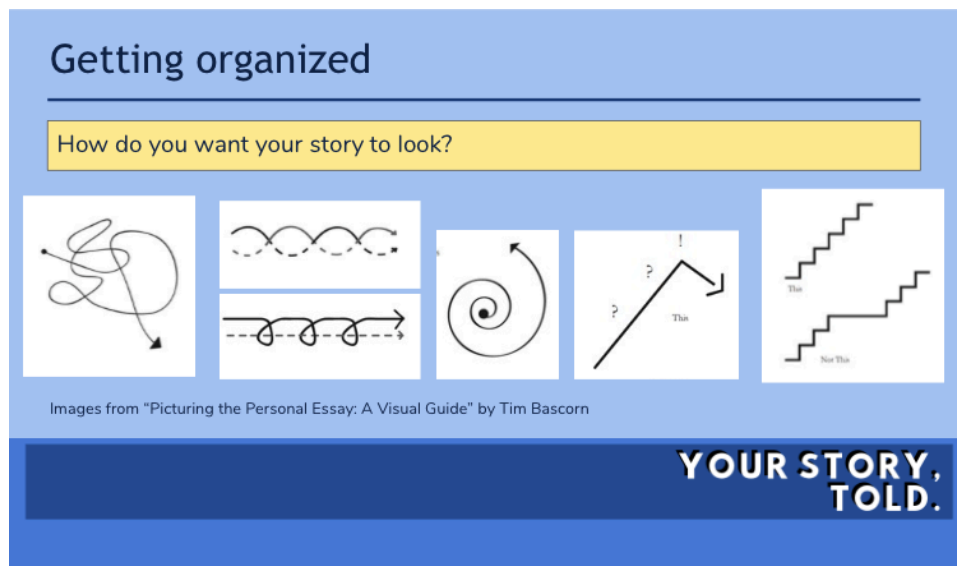 Getting organized
How do you want your story to look?
!
?
?
This
This
Not This
Images from “Picturing the Personal Essay: A Visual Guide” by Tim Bascorn
YOUR STORY,
TOLD.